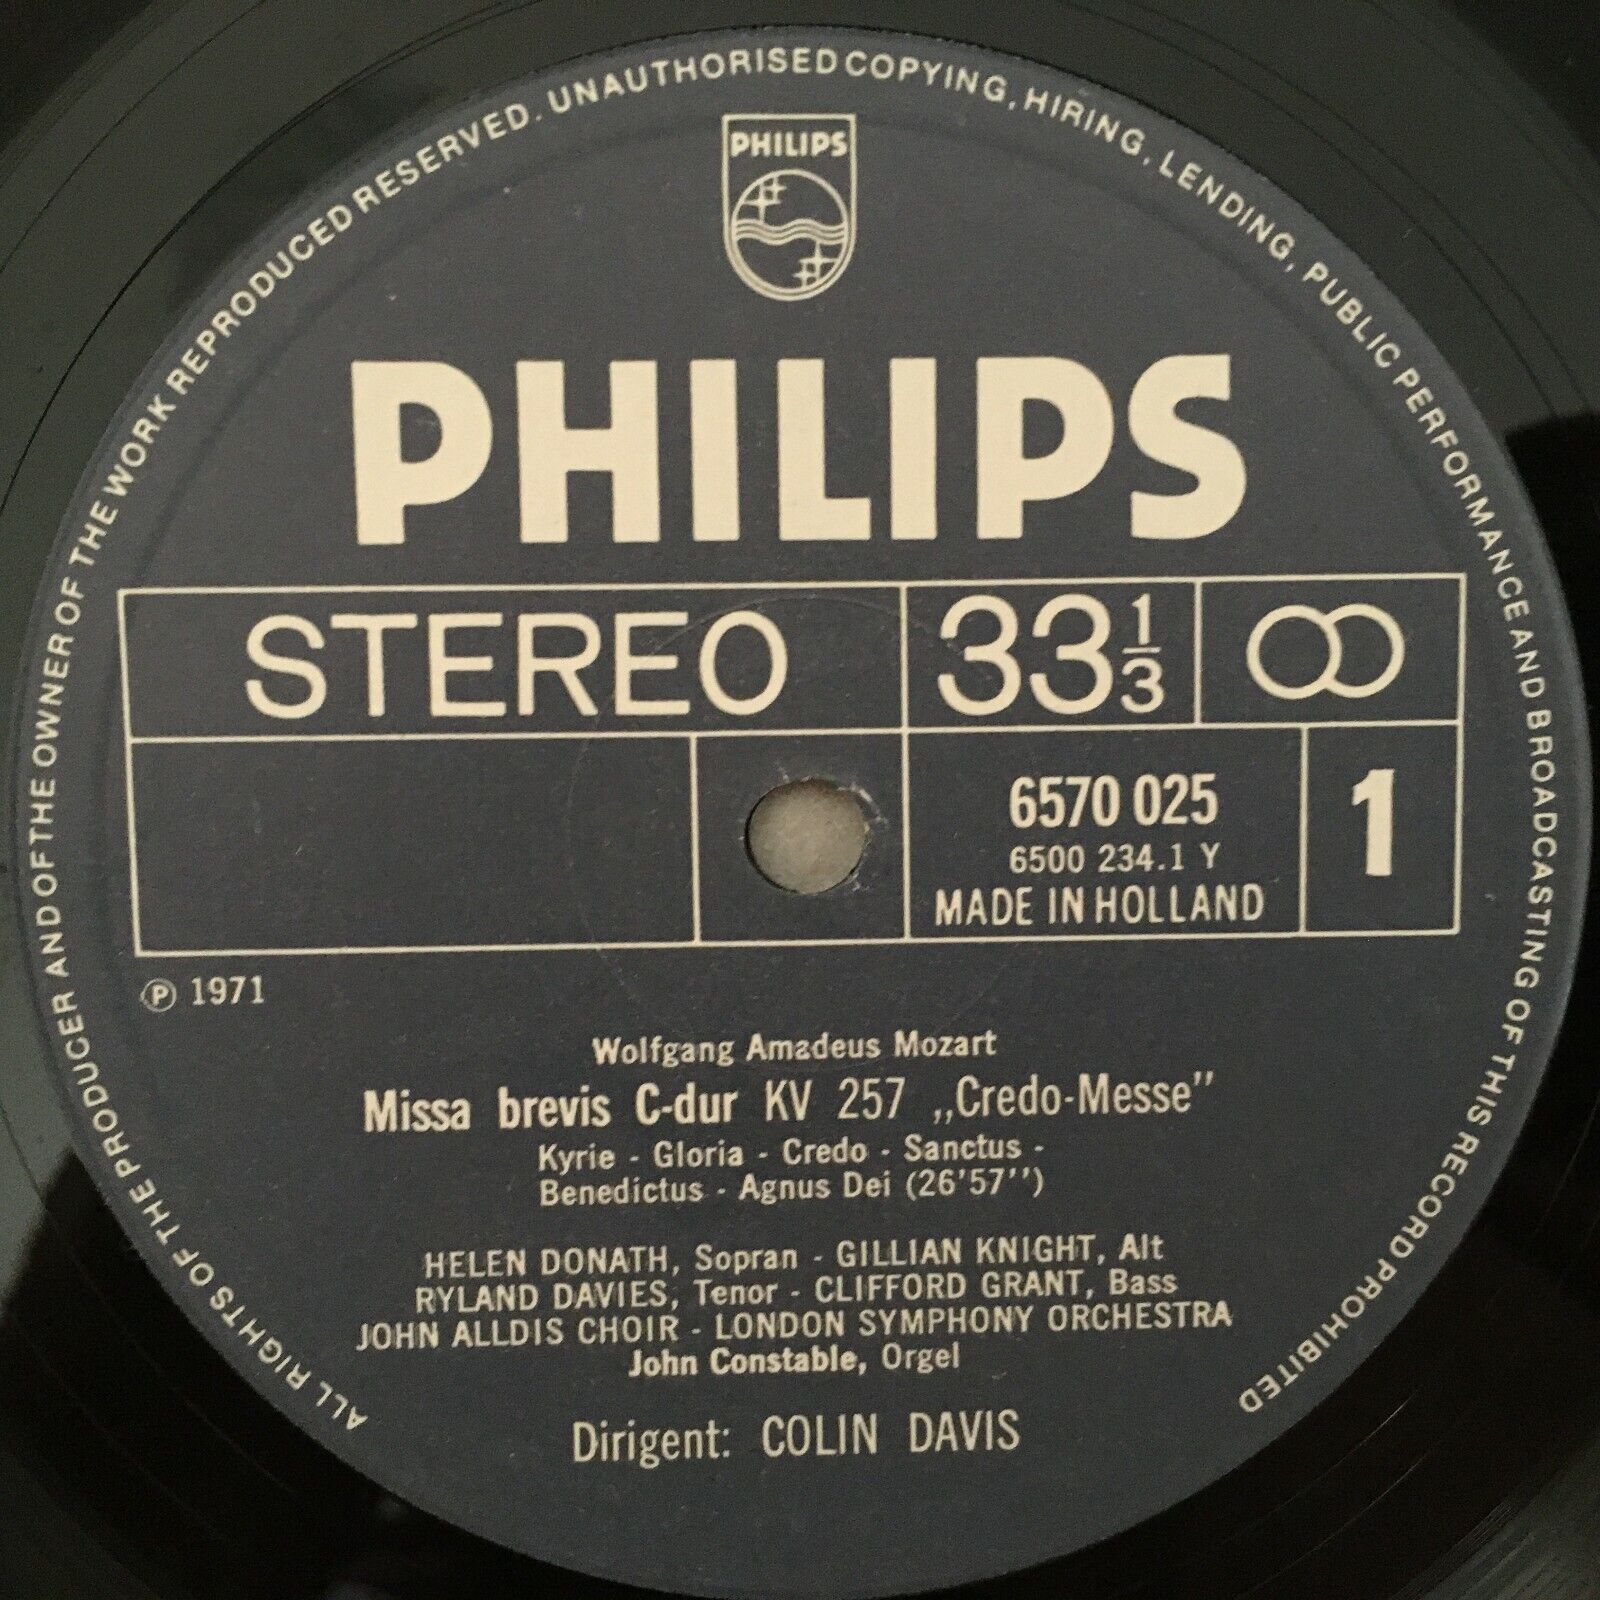 ALL RIGHTS OF THE PRODUCER AND OF THE OWNER OF THE WORK REPRODUCED RESERVED. UNAUTHORISED COPYING, HIRING, LENDING, PUBLIC PERFORMANCE AND BROADCASTING OF THIS RECORD PROHIBITED
PHILIPS
PHILIPS
STEREO 33 1/3
6570 025 1
6500 234.1 Y
MADE IN HOLLAND
℗ 1971
Wolfgang Amadeus Mozart
Missa brevis C-dur KV 257 „Credo-Messe”
Kyrie - Gloria - Credo - Sanctus -
Benedictus - Agnus Dei (26'57'')
HELEN DONATH, Sopran - GILLIAN KNIGHT, Alt
RYLAND DAVIES, Tenor - CLIFFORD GRANT, Bass
JOHN ALLDIS CHOIR - LONDON SYMPHONY ORCHESTRA
John Constable, Orgel
Dirigent: COLIN DAVIS